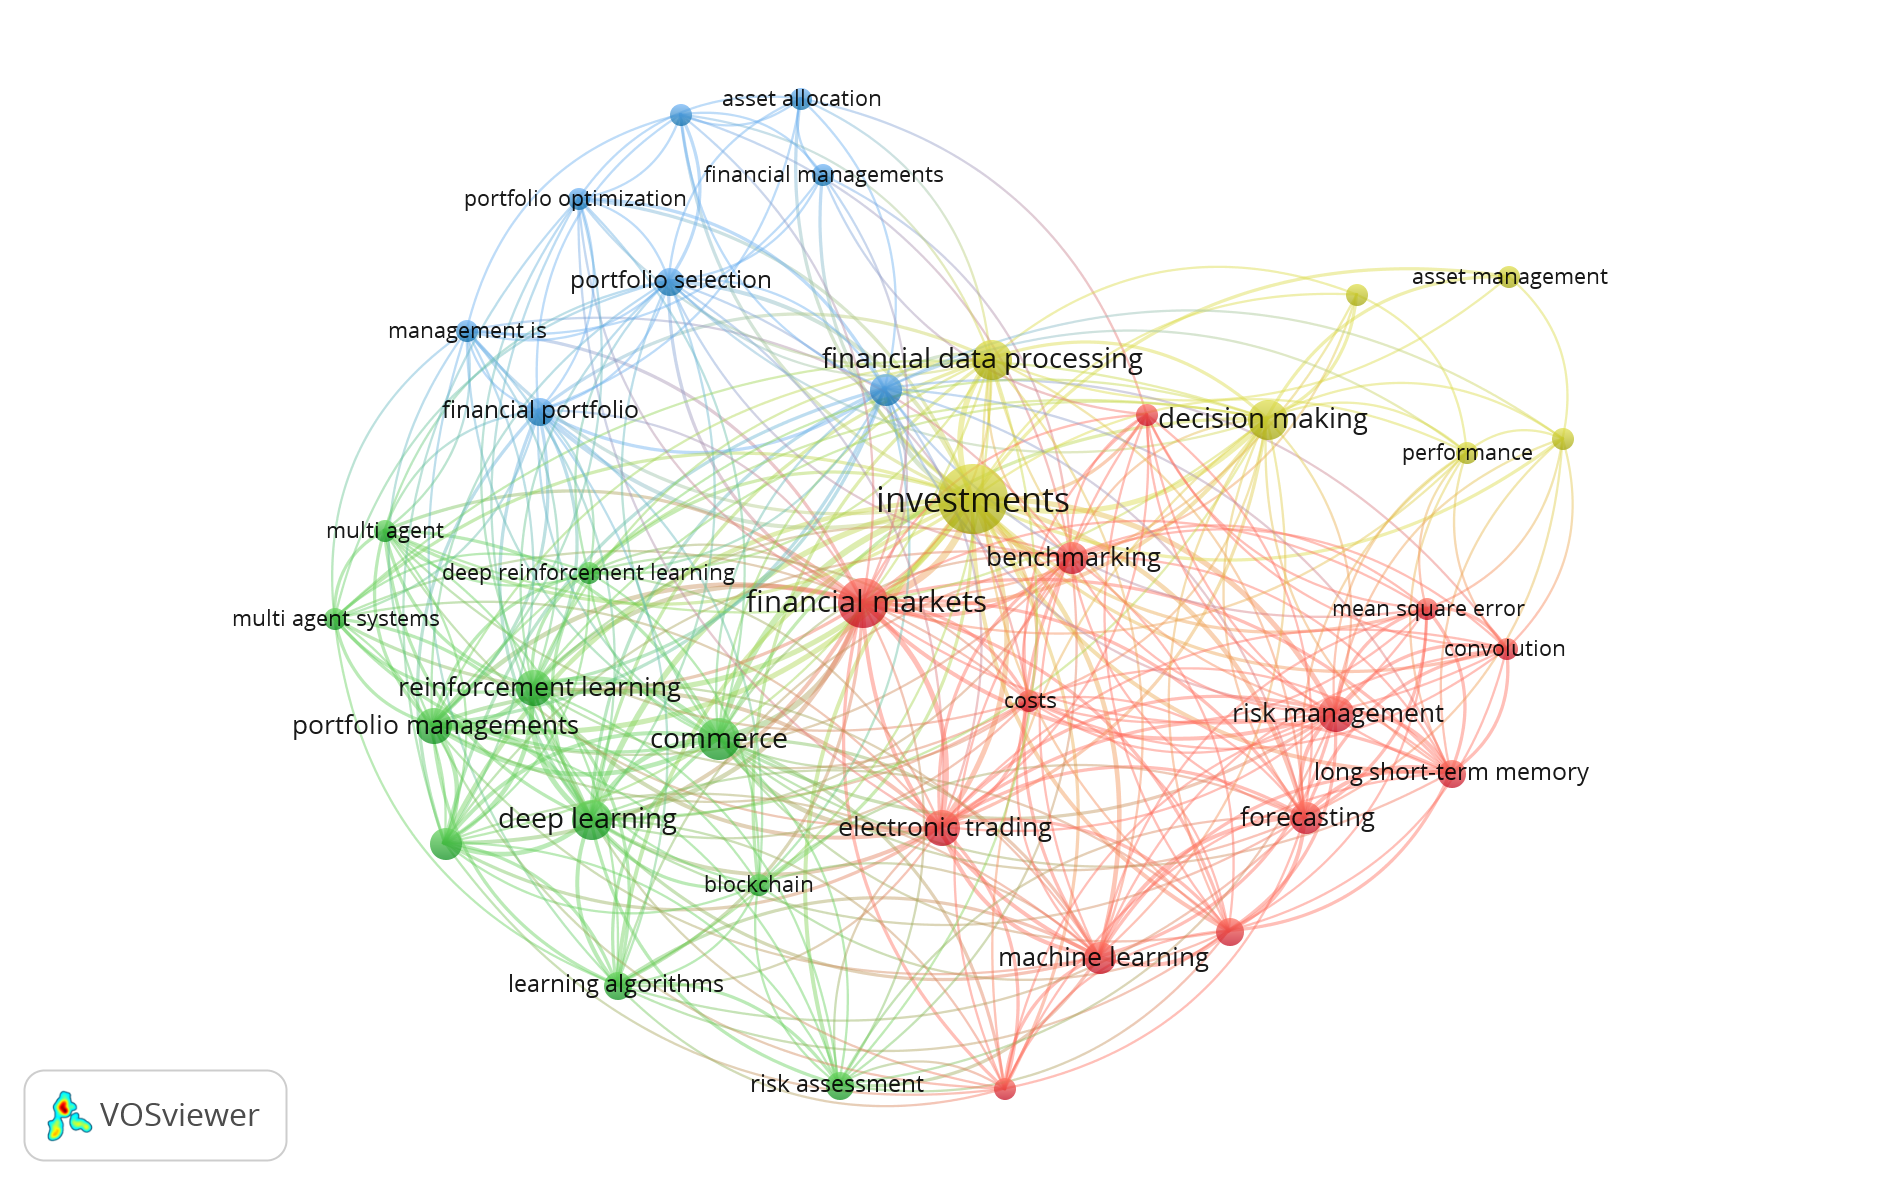 asset allocation
financial managements
portfolio optimization
portfolio selection
asset management
management is
financial data processing
financial portfolio
decision making
performance
investments
multi agent
benchmarking
deep reinforcement learning
financial markets
mean square error
multi agent systems
convolution
reinforcement learning
costs
risk management
portfolio managements
commerce
long short-term memory
deep learning
forecasting
electronic trading
blockchain
machine learning
learning algorithms
risk assessment
VOSviewer